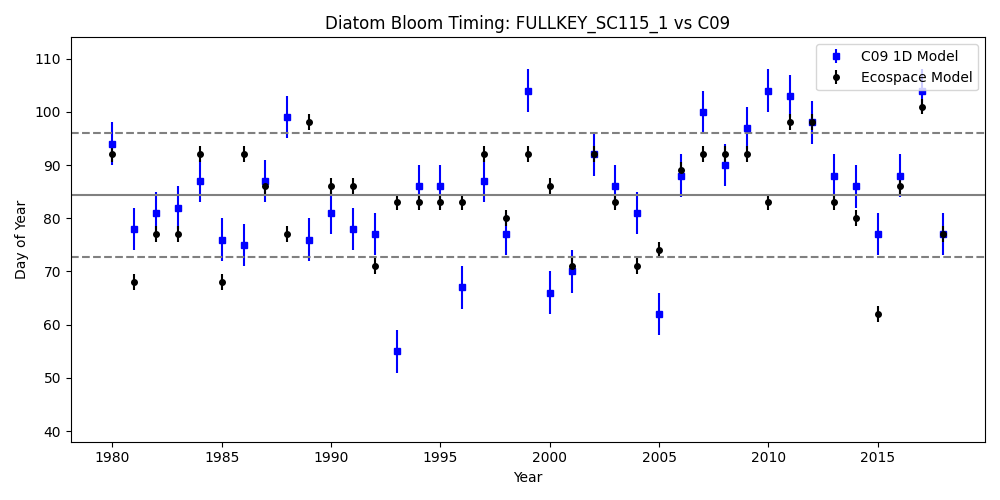 Diatom Bloom Timing: FULLKEY_SC115_1 vs C09
C09 1D Model
Ecospace Model
110
100
90
80
70
60
50
40
Day of Year
1980 1985 1990 1995 2000 2005 2010 2015
Year